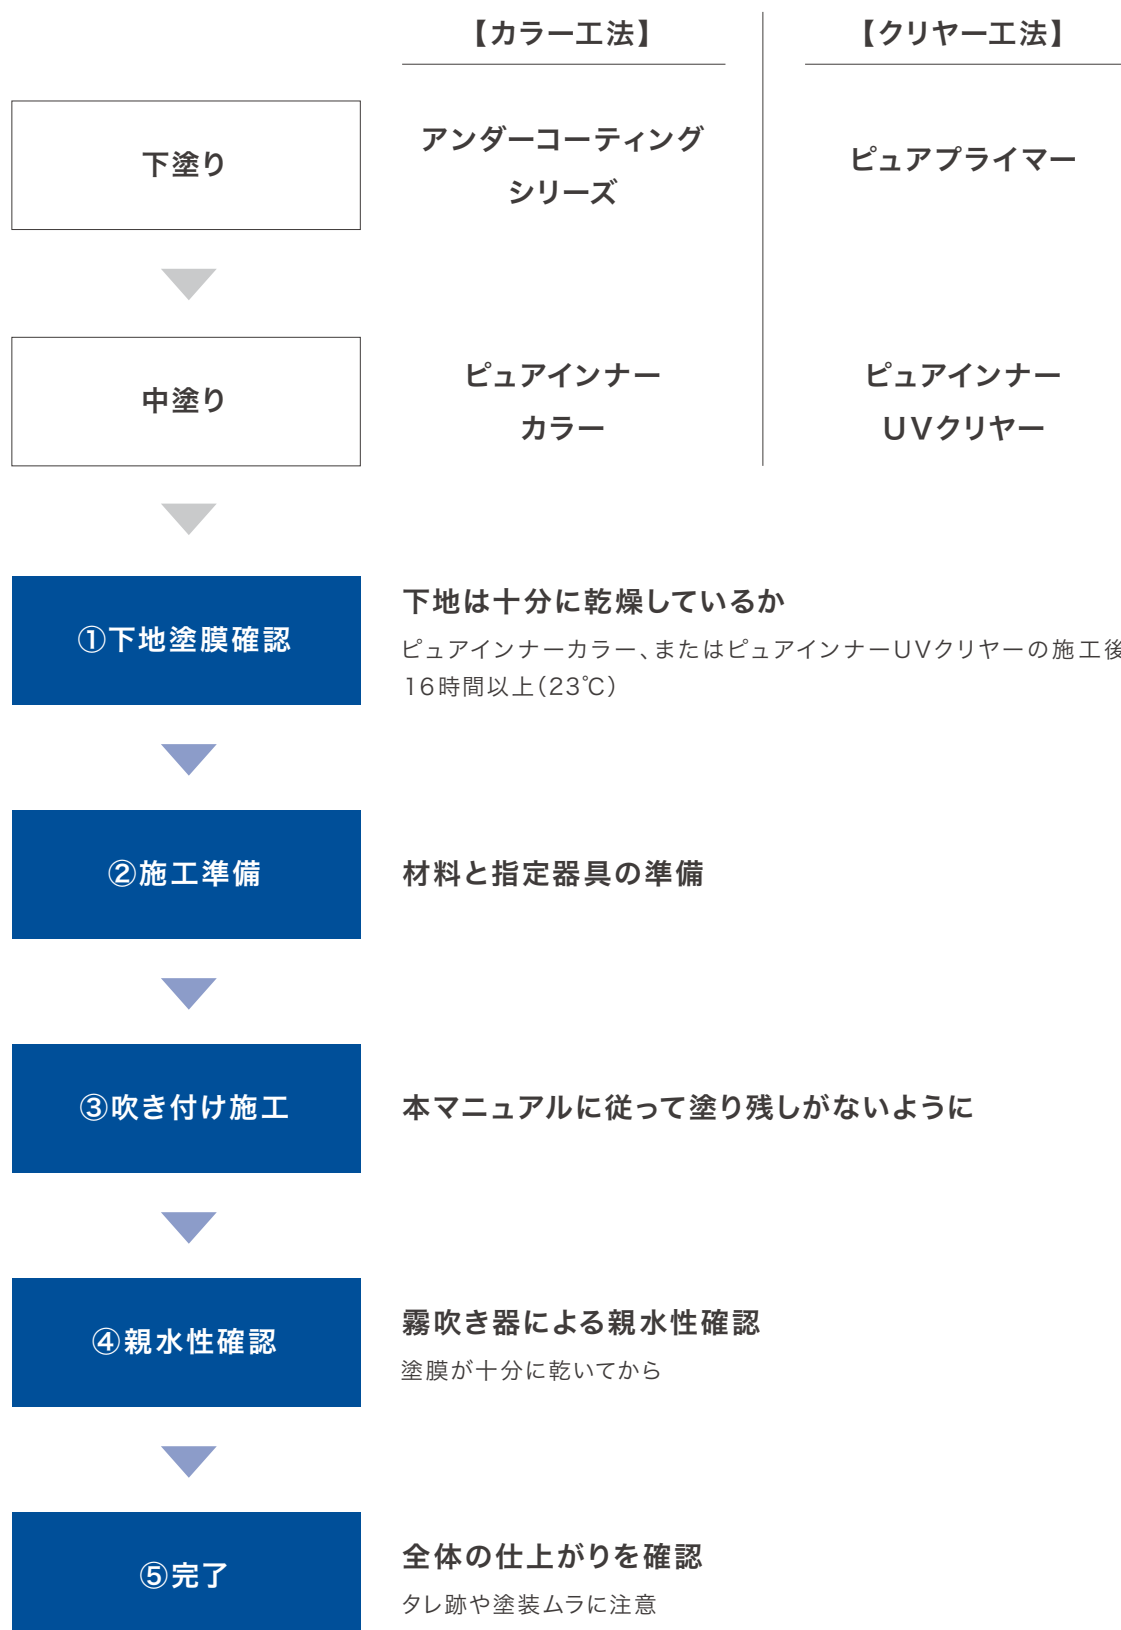 【カラー工法】
【クリヤー工法】
下塗り
アンダーコーティング
シリーズ
ピュアプライマー
中塗り
ピュアインナー
カラー
ピュアインナー
UVクリヤー
①下地塗膜確認
下地は十分に乾燥しているか
ピュアインナーカラー、またはピュアインナーUVクリヤーの施工後
16時間以上(23℃)
②施工準備
材料と指定器具の準備
③吹き付け施工
本マニュアルに従って塗り残しがないように
④親水性確認
霧吹き器による親水性確認
塗膜が十分に乾いてから
⑤完了
全体の仕上がりを確認
タレ跡や塗装ムラに注意